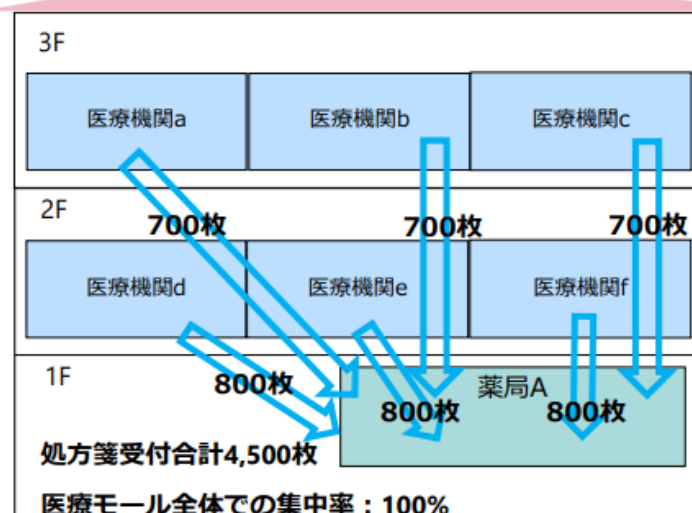 3F
医療機関a
医療機関b
医療機関c
2F
700枚
700枚
700枚
医療機関d
医療機関e
医療機関f
1F
800枚
薬局A
800枚
800枚
処方箋受付合計4,500枚
医療モール全体での集中率：100%